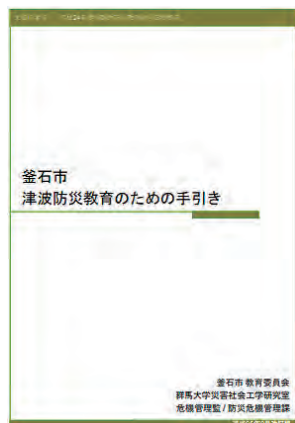 釜石市
津波防災教育のための手引き
釜石市 教育委員会
群馬大学災害社会工学研究室
危機管理監/防災危機管理課